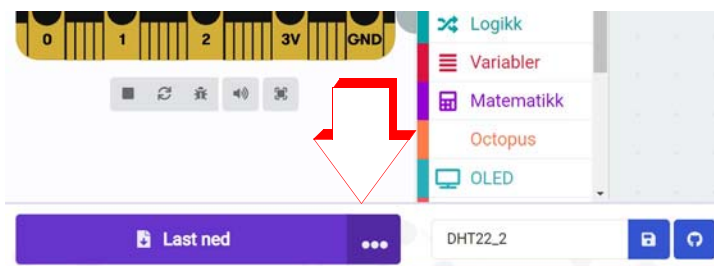 0 1 2 3V GND
Logikk
Variabler
Matematikk
Octopus
OLED
Last ned
DHT22_2